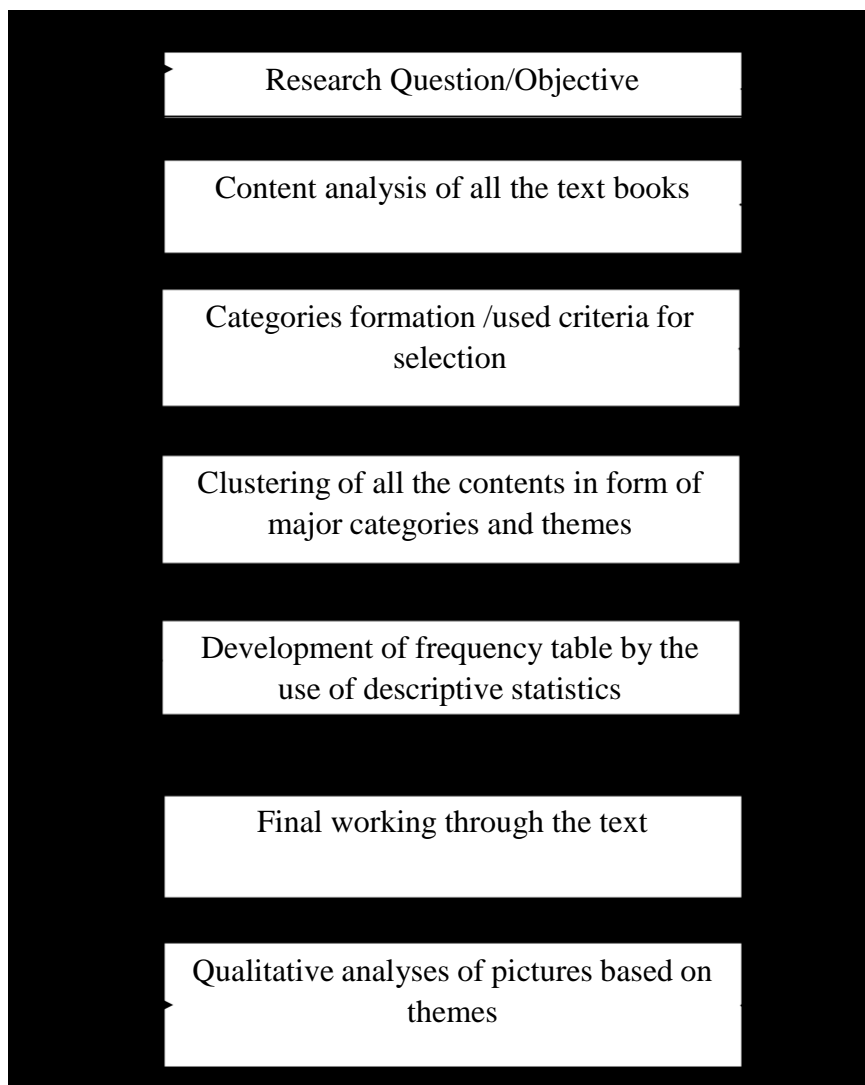 Research Question/Objective
Content analysis of all the text books
Categories formation /used criteria for
selection
Clustering of all the contents in form of
major categories and themes
Development of frequency table by the
use of descriptive statistics
Final working through the text
Qualitative analyses of pictures based on
themes